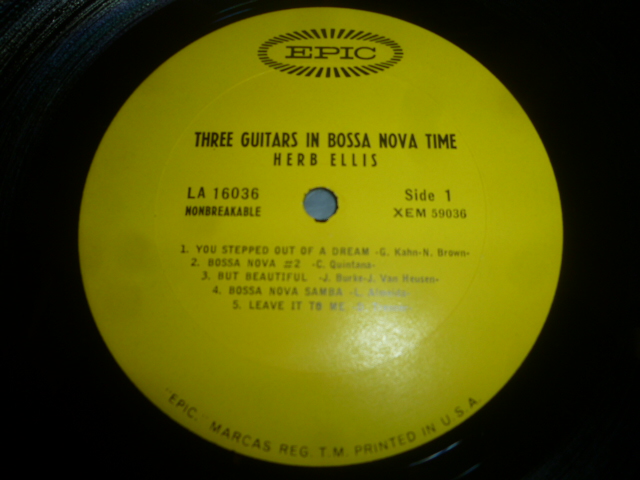 EPIC
THREE GUITARS IN BOSSA NOVA TIME
HERB ELLIS
LA 16036
NONBREAKABLE
Side 1
XEM 59036
1. YOU STEPPED OUT OF A DREAM -G. Kahn-N. Brown-
2. BOSSA NOVA #2 -C. Quintana-
3. BUT BEAUTIFUL -J. Burke-J. Van Heusen-
4. BOSSA NOVA SAMBA -L.
5. LEAVE IT TO ME
"EPIC," MARCAS REG. T.M. PRINTED IN U.S.A.